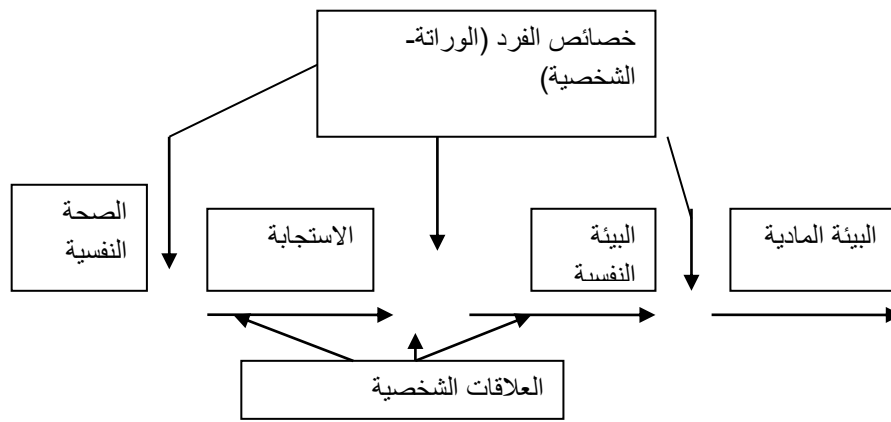 خصائص الفرد (الوراثة-
الشخصية)
البيئة المادية
البيئة
النفسية
الاستجابة
الصحة
النفسية
العلاقات الشخصية